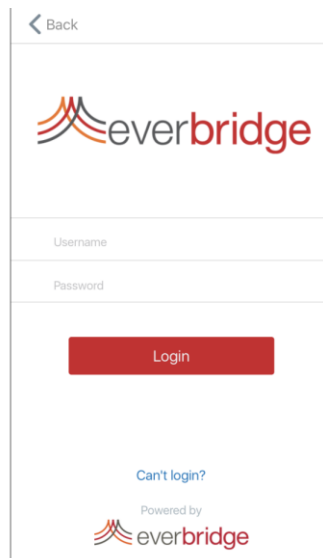 Back
everbridge
Username
Password
Login
Can't login?
Powered by
everbridge